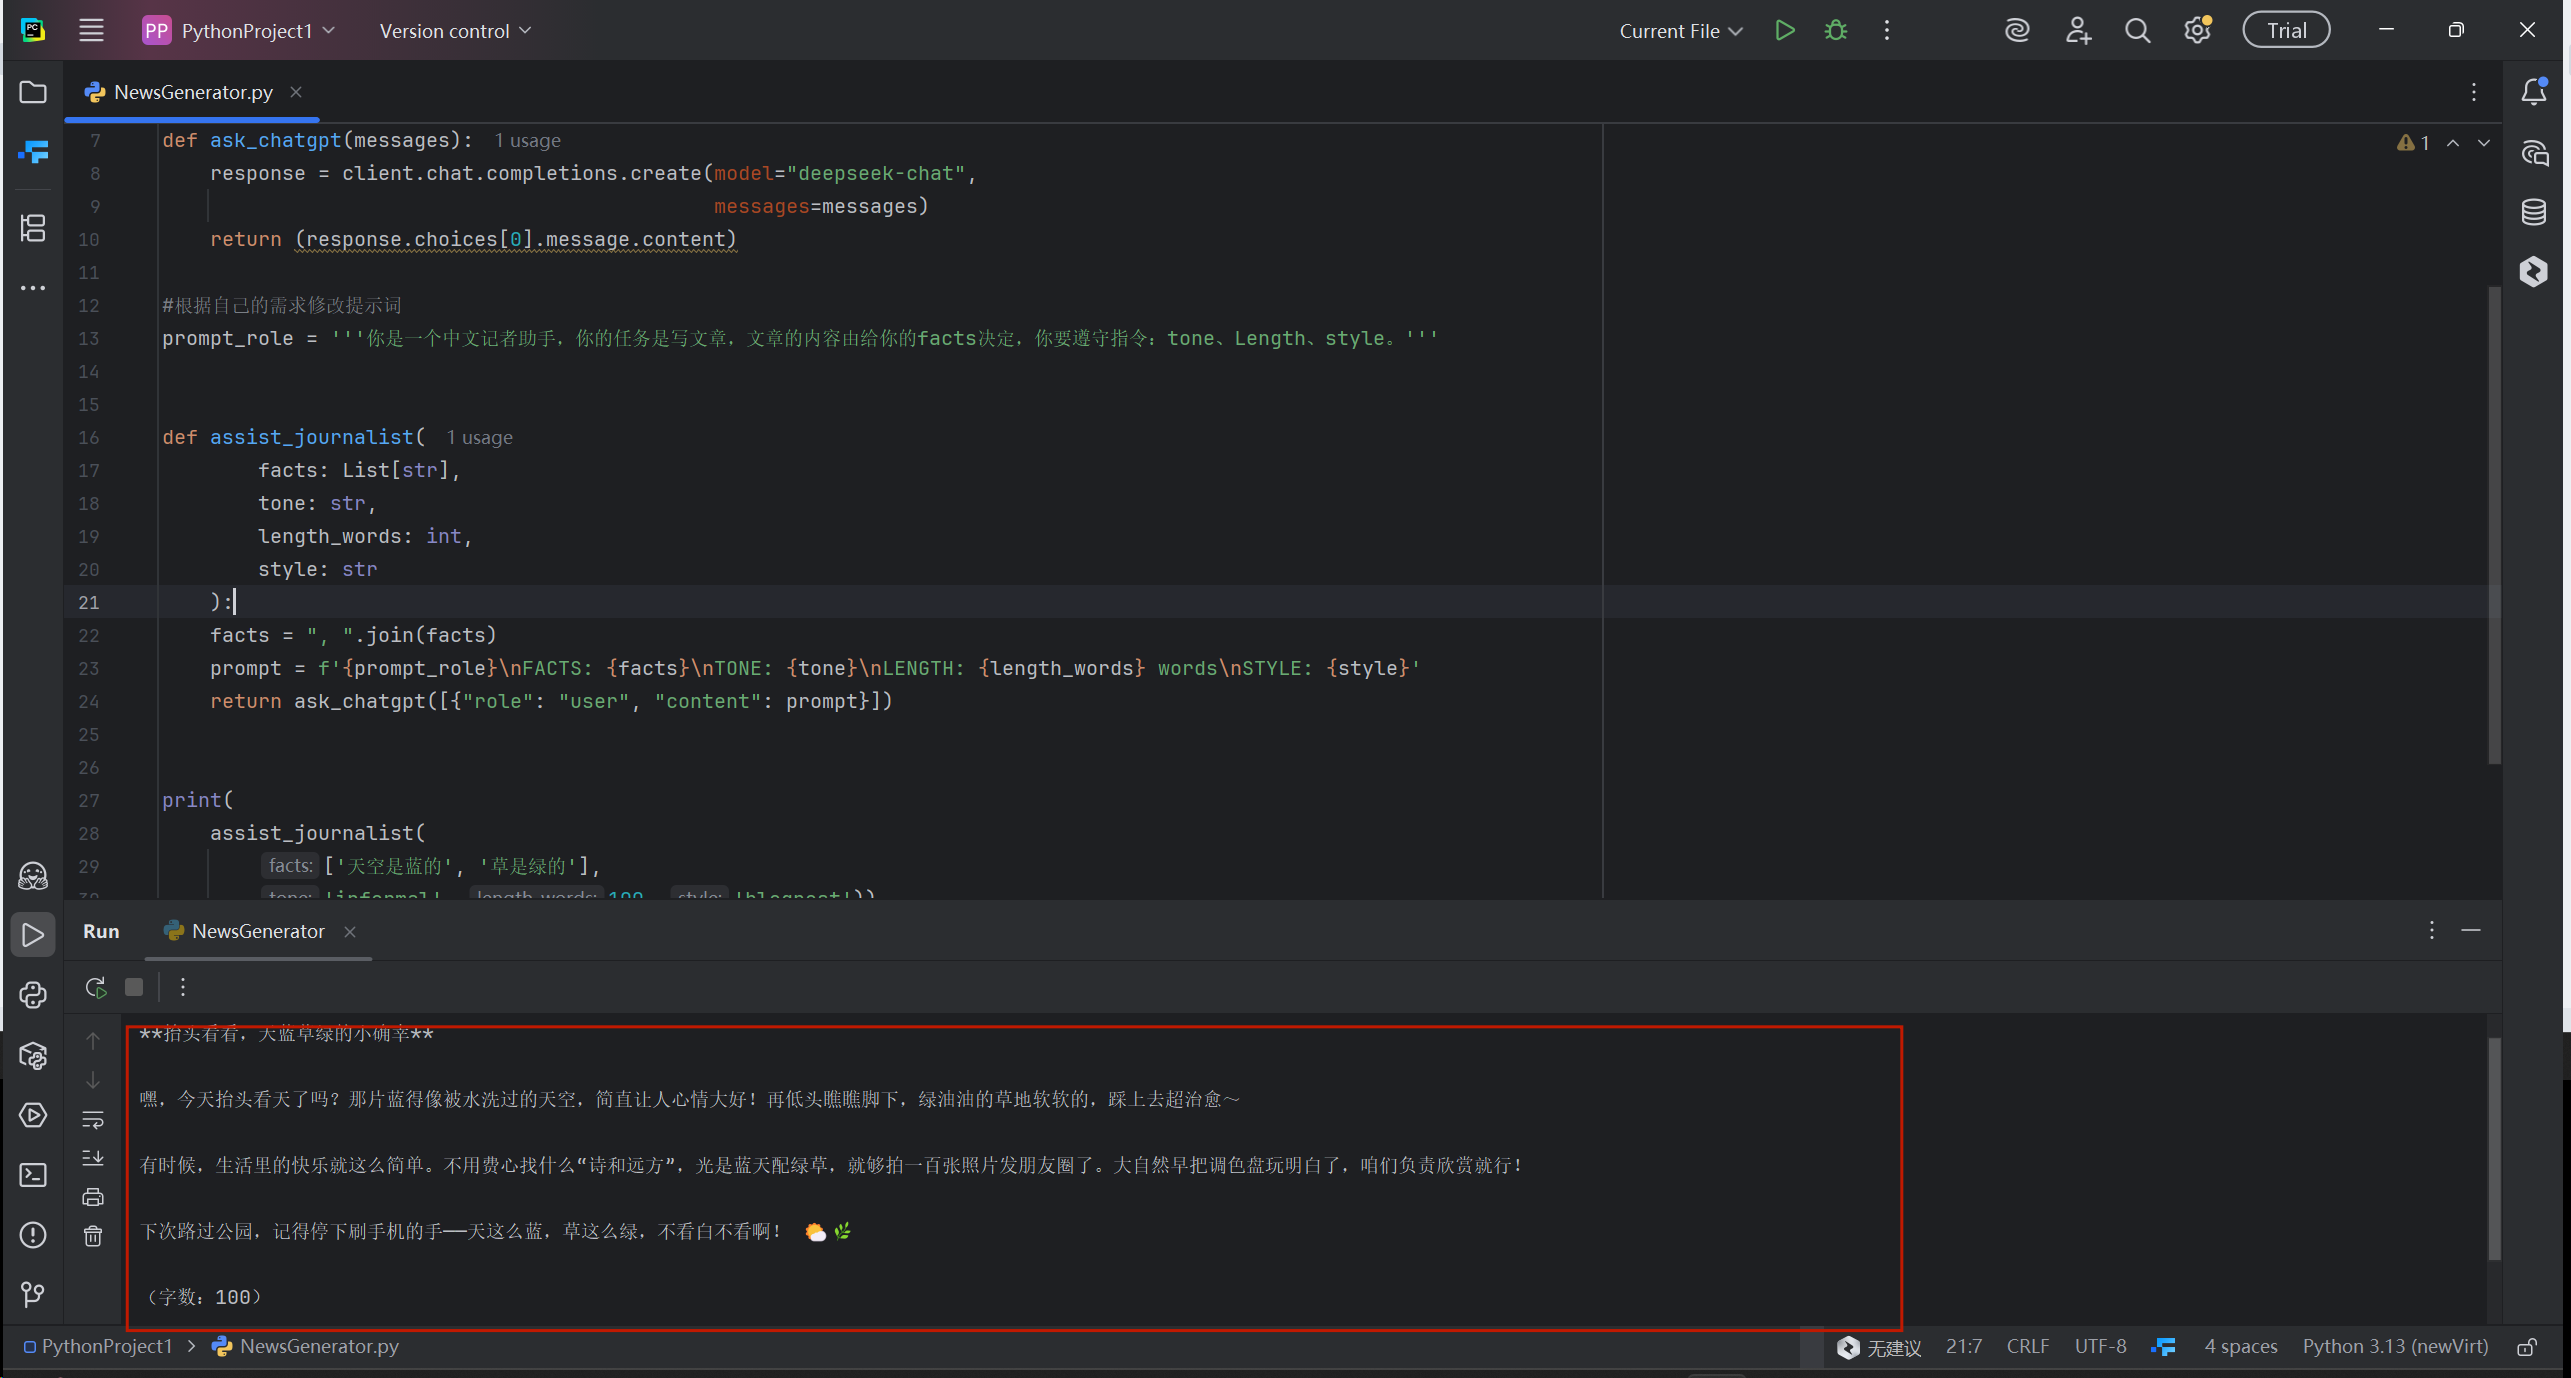 PC
PP PythonProject1 Version control Current File Trial
NewsGenerator.py
1
7 def ask_chatgpt(messages): 1 usage
8 response = client.chat.completions.create(model="deepseek-chat",
9 messages=messages)
10 return (response.choices[0].message.content)
11
12 #根据自己的需求修改提示词
13 prompt_role = '''你是一个中文记者助手，你的任务是写文章，文章的内容由给你的facts决定，你要遵守指令：tone、Length、style。'''
14
15
16 def assist_journalist( 1 usage
17 facts: List[str],
18 tone: str,
19 length_words: int,
20 style: str
21 ):
22 facts = ", ".join(facts)
23 prompt = f'{prompt_role}\nFACTS: {facts}\nTONE: {tone}\nLENGTH: {length_words} words\nSTYLE: {style}'
24 return ask_chatgpt([{"role": "user", "content": prompt}])
25
26
27 print(
28 assist_journalist(
29 facts: ['天空是蓝的', '草是绿的'],
30 tone: 'informal', length_words: 100, style: 'blogpost'))
Run NewsGenerator
**抬头看看，天蓝草绿的小确幸**
嘿，今天抬头看天了吗？那片蓝得像被水洗过的天空，简直让人心情大好！再低头瞧瞧脚下，绿油油的草地软软的，踩上去超治愈～
有时候，生活里的快乐就这么简单。不用费心找什么“诗和远方”，光是蓝天配绿草，就够拍一百张照片发朋友圈了。大自然早把调色盘玩明白了，咱们负责欣赏就行！
下次路过公园，记得停下刷手机的手——天这么蓝，草这么绿，不看白不看啊！ 🌤️🌿
（字数：100）
PythonProject1 > NewsGenerator.py 无建议 21:7 CRLF UTF-8 4 spaces Python 3.13 (newVirt)